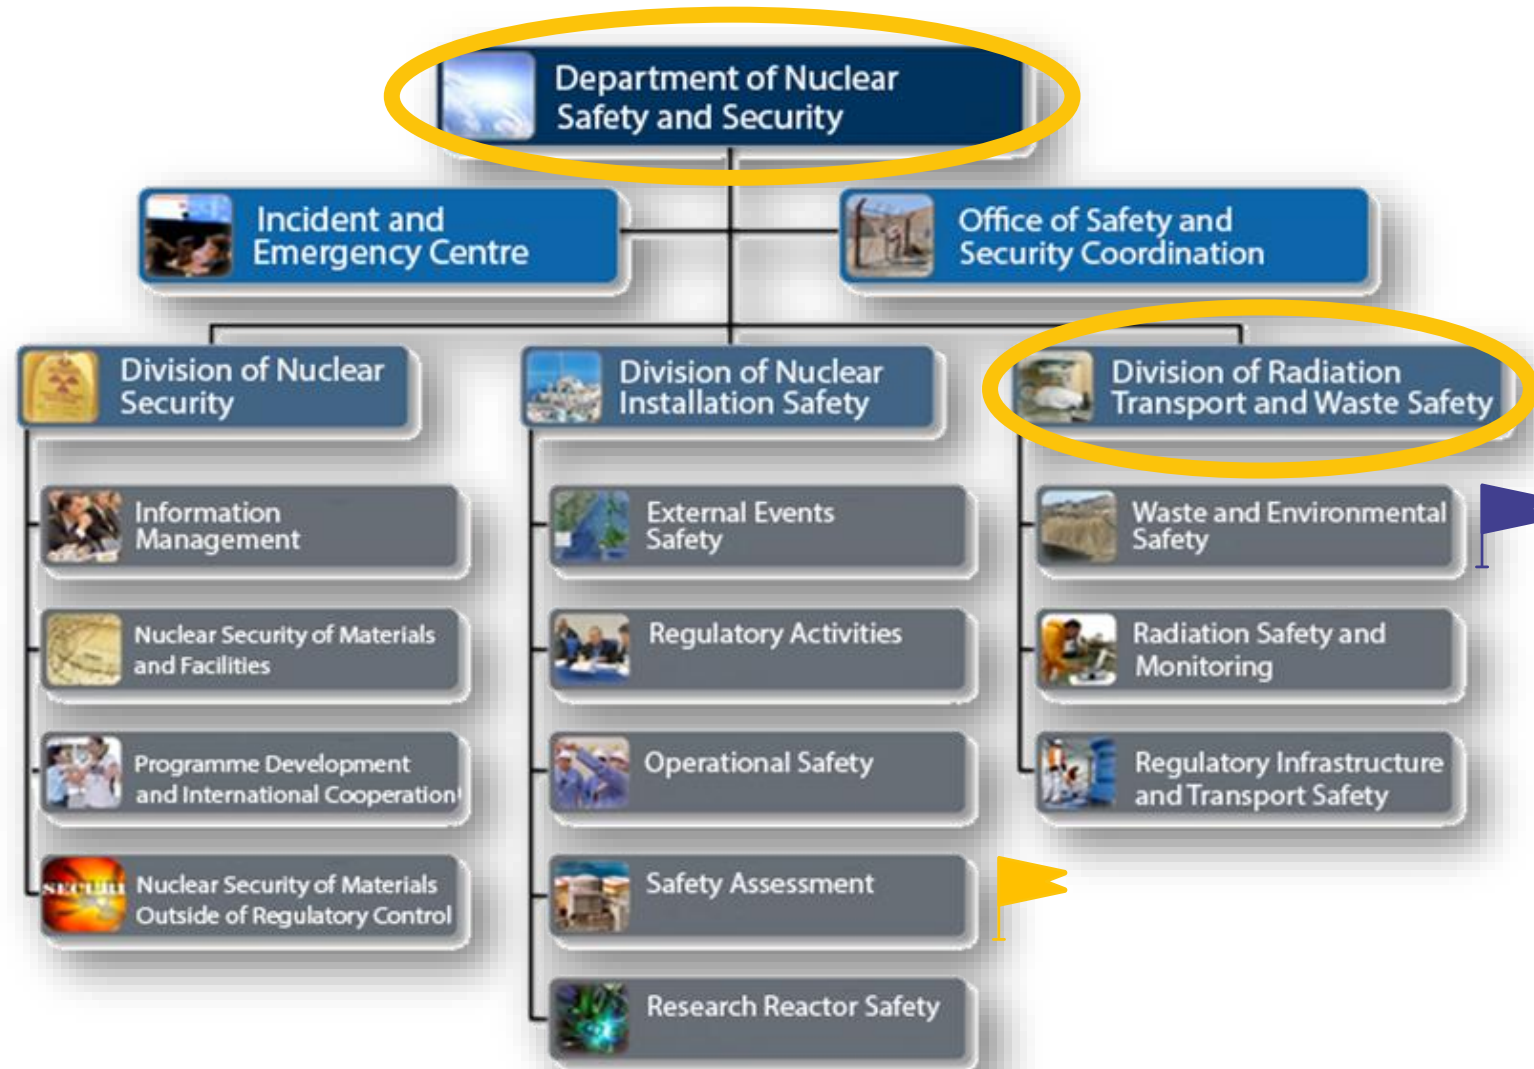 Department of Nuclear
Safety and Security
Incident and
Emergency Centre
Office of Safety and
Security Coordination
Division of Nuclear
Security
Information
Management
Nuclear Security of Materials
and Facilities
Programme Development
and International Cooperation
SECURI
Nuclear Security of Materials
Outside of Regulatory Control
Division of Nuclear
Installation Safety
External Events
Safety
Regulatory Activities
Operational Safety
Safety Assessment
Research Reactor Safety
Division of Radiation
Transport and Waste Safety
Waste and Environmental
Safety
Radiation Safety and
Monitoring
Regulatory Infrastructure
and Transport Safety